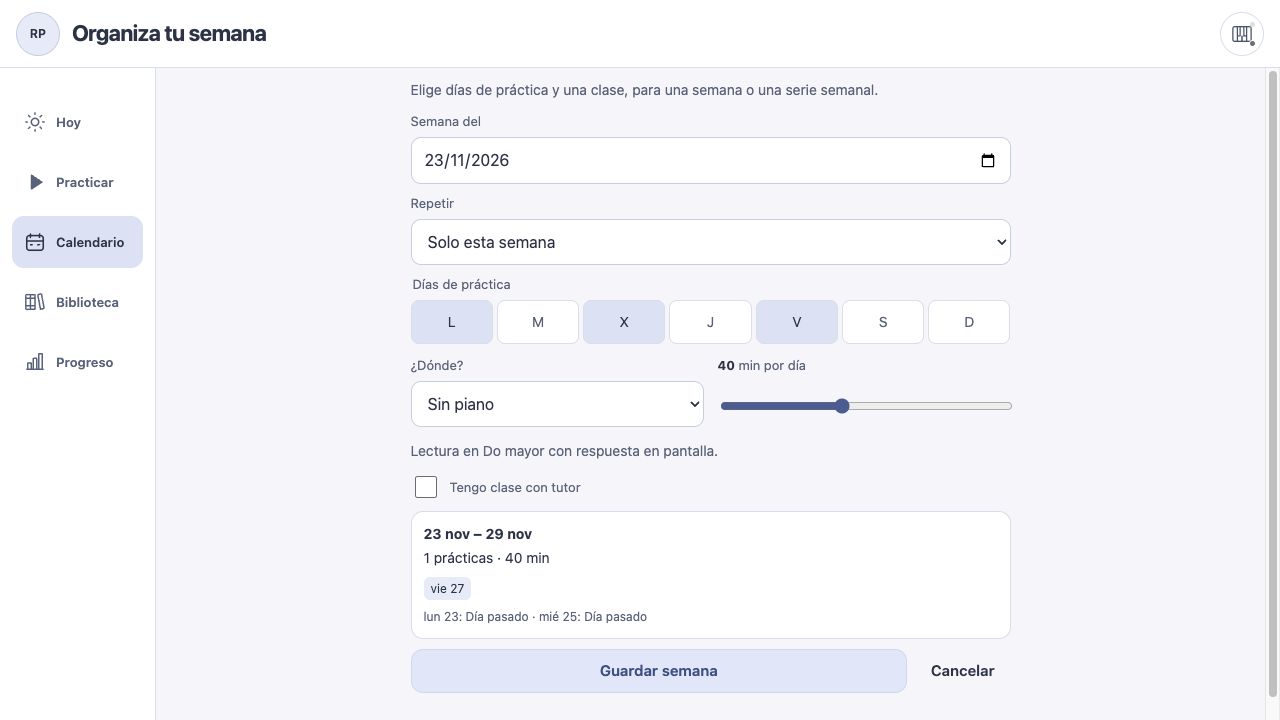 RP
Organiza tu semana
Hoy
Practicar
Calendario
Biblioteca
Progreso
Elige días de práctica y una clase, para una semana o una serie semanal.
Semana del
23/11/2026
Repetir
Solo esta semana
Días de práctica
L M X J V S D
¿Dónde?
40 min por día
Sin piano
Lectura en Do mayor con respuesta en pantalla.
Tengo clase con tutor
23 nov – 29 nov
1 prácticas · 40 min
vie 27
lun 23: Día pasado · mié 25: Día pasado
Guardar semana
Cancelar